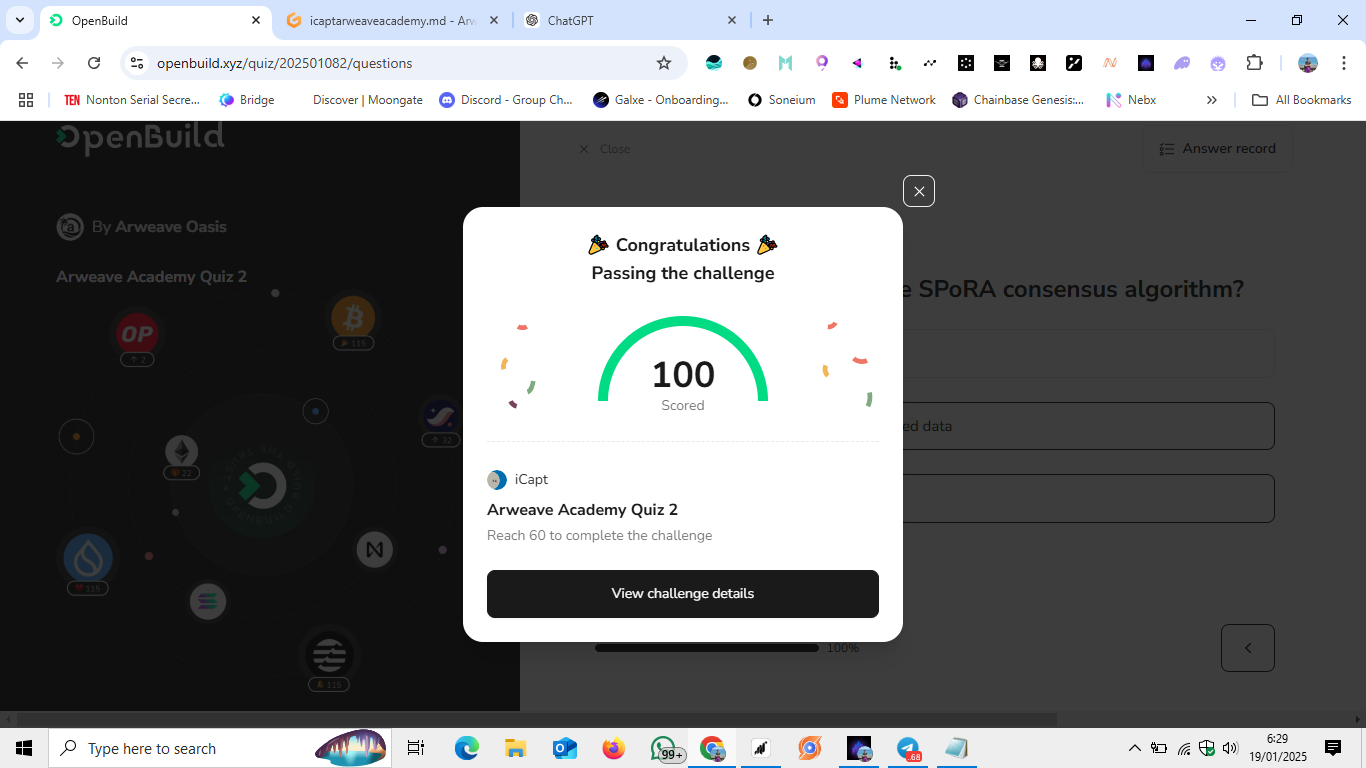 OpenBuild
icaptarweaveacademy.md - Arw
ChatGPT
openbuild.xyz/quiz/202501082/questions
TEN Nonton Serial Secre...
Bridge
Discover | Moongate
Discord - Group Ch...
Galxe - Onboarding...
Soneium
Plume Network
Chainbase Genesis:...
Nebx
All Bookmarks
OpenBuild
Close
Answer record
By Arweave Oasis
Arweave Academy Quiz 2
OP
2
115
22
32
115
115
e SPoRA consensus algorithm?
ed data
100%
Congratulations
Passing the challenge
100
Scored
iCapt
Arweave Academy Quiz 2
Reach 60 to complete the challenge
View challenge details
Type here to search
99+
.68
6:29
19/01/2025